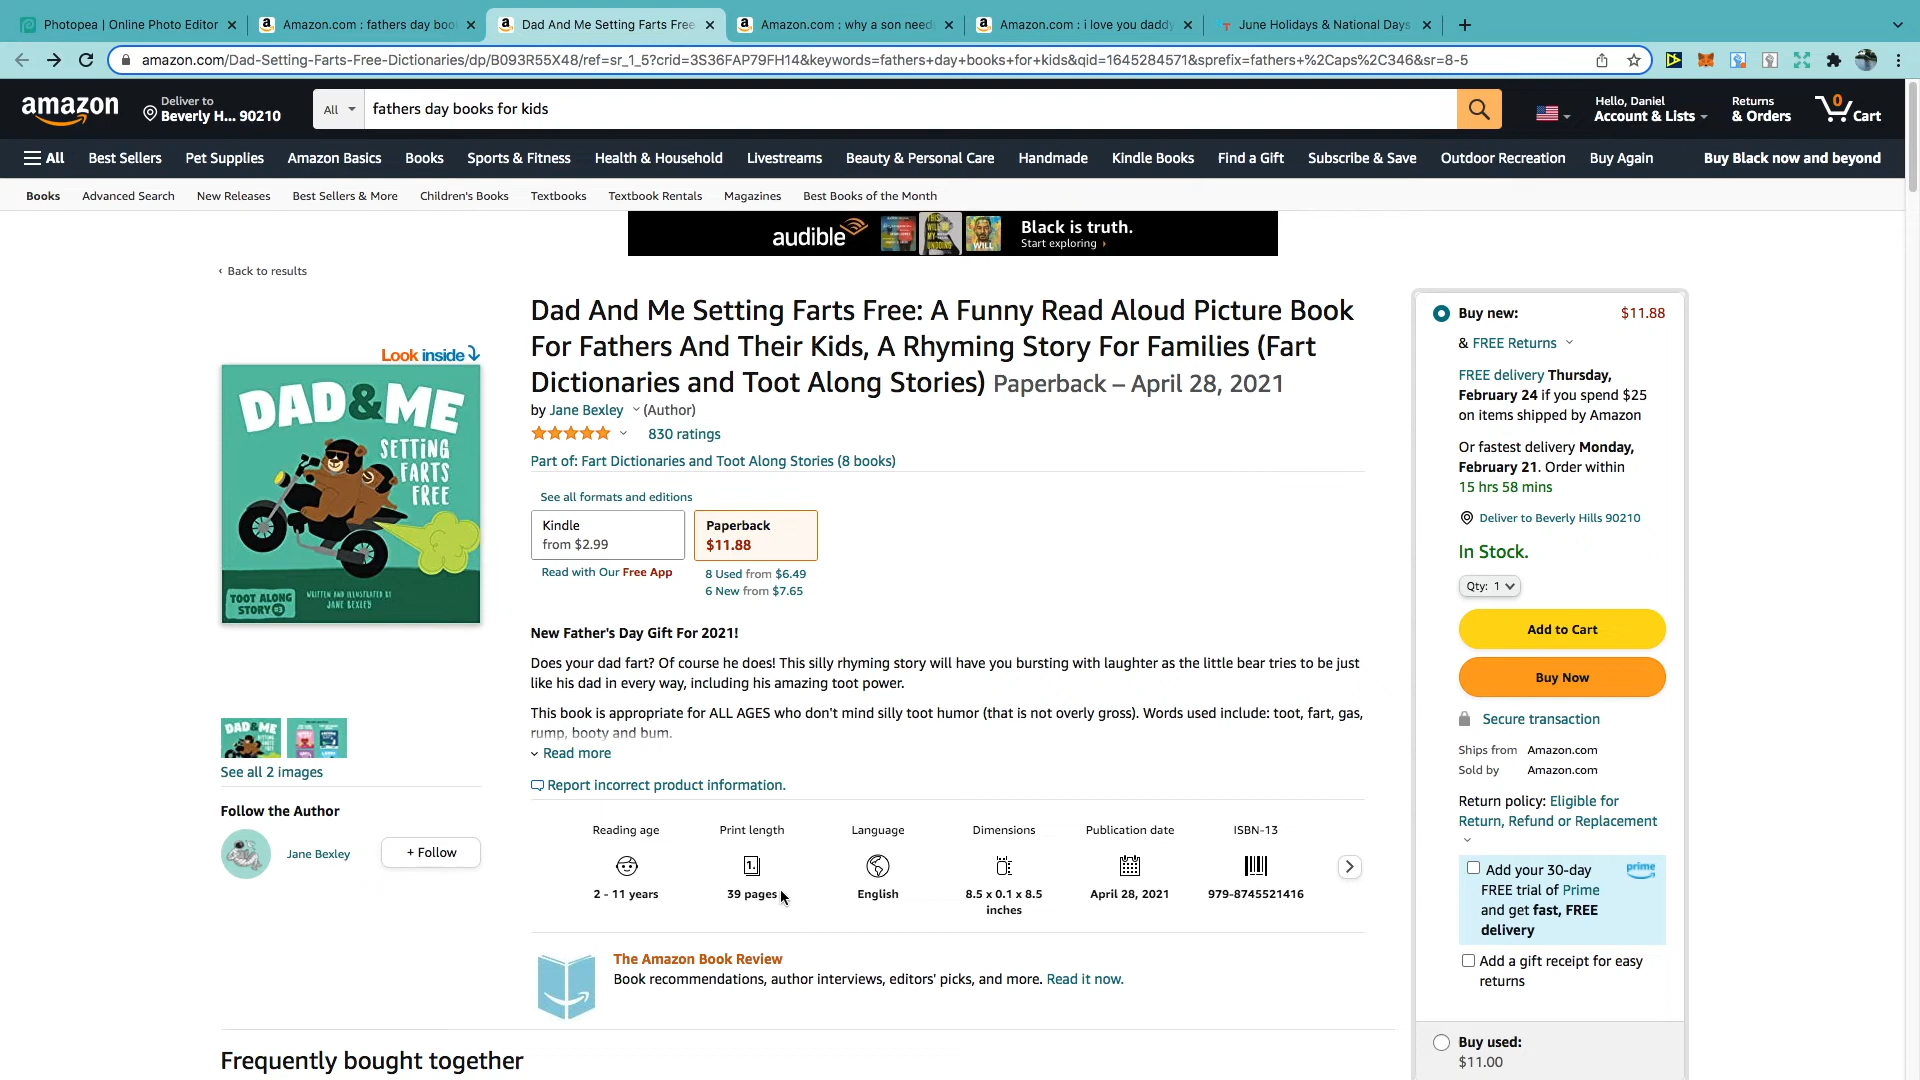 Photopea | Online Photo Editor
Amazon.com : fathers day boo
Dad And Me Setting Farts Free
Amazon.com : why a son need
Amazon.com : i love you daddy
June Holidays & National Days
amazon.com/Dad-Setting-Farts-Free-Dictionaries/dp/B093R55X48/ref=sr_1_5?crid=3S36FAP79FH14&keywords=fathers+day+books+for+kids&qid=1645284571&sprefix=fathers+%2Caps%2C346&sr=8-5
amazon
Deliver to
Beverly H... 90210
All
fathers day books for kids
Hello, Daniel
Account & Lists
Returns
& Orders
0
Cart
All
Best Sellers
Pet Supplies
Amazon Basics
Books
Sports & Fitness
Health & Household
Livestreams
Beauty & Personal Care
Handmade
Kindle Books
Find a Gift
Subscribe & Save
Outdoor Recreation
Buy Again
Buy Black now and beyond
Books
Advanced Search
New Releases
Best Sellers & More
Children's Books
Textbooks
Textbook Rentals
Magazines
Best Books of the Month
audible
WILL
Black is truth.
Start exploring ›
‹ Back to results
Look inside
DAD & ME
SETTING
FARTS
FREE
TOOT ALONG
STORY #3
WRITTEN AND ILLUSTRATED BY
JANE BEXLEY
DAD & ME
See all 2 images
Follow the Author
Jane Bexley
+ Follow
Dad And Me Setting Farts Free: A Funny Read Aloud Picture Book
For Fathers And Their Kids, A Rhyming Story For Families (Fart
Dictionaries and Toot Along Stories) Paperback – April 28, 2021
by Jane Bexley (Author)
830 ratings
Part of: Fart Dictionaries and Toot Along Stories (8 books)
See all formats and editions
Kindle
from $2.99
Paperback
$11.88
Read with Our Free App
8 Used from $6.49
6 New from $7.65
New Father's Day Gift For 2021!
Does your dad fart? Of course he does! This silly rhyming story will have you bursting with laughter as the little bear tries to be just
like his dad in every way, including his amazing toot power.
This book is appropriate for ALL AGES who don't mind silly toot humor (that is not overly gross). Words used include: toot, fart, gas,
rump, booty and bum.
Read more
Report incorrect product information.
Reading age
2 - 11 years
Print length
1.
39 pages
Language
English
Dimensions
8.5 x 0.1 x 8.5
inches
Publication date
April 28, 2021
ISBN-13
979-8745521416
The Amazon Book Review
Book recommendations, author interviews, editors' picks, and more. Read it now.
Frequently bought together
Buy new:
$11.88
& FREE Returns
FREE delivery Thursday,
February 24 if you spend $25
on items shipped by Amazon
Or fastest delivery Monday,
February 21. Order within
15 hrs 58 mins
Deliver to Beverly Hills 90210
In Stock.
Qty: 1
Add to Cart
Buy Now
Secure transaction
Ships from Amazon.com
Sold by Amazon.com
Return policy: Eligible for
Return, Refund or Replacement
Add your 30-day
FREE trial of Prime
and get fast, FREE
delivery
prime
Add a gift receipt for easy
returns
Buy used:
$11.00